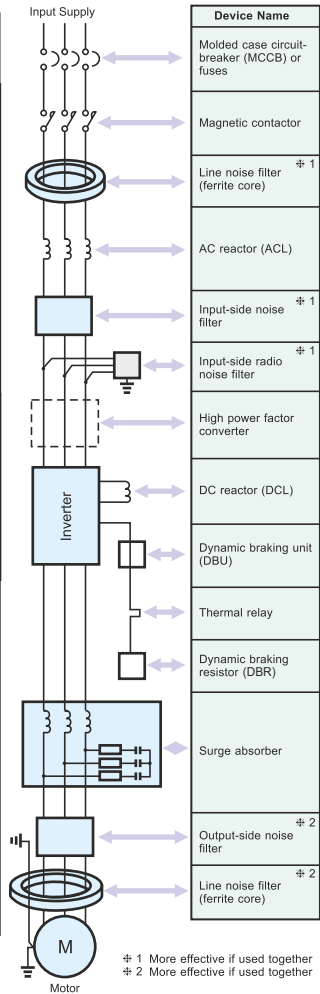 Input Supply
Device Name
Molded case circuit-
breaker (MCCB) or
fuses
Magnetic contactor
❉ 1
Line noise filter
(ferrite core)
AC reactor (ACL)
❉ 1
Input-side noise
filter
❉ 1
Input-side radio
noise filter
High power factor
converter
Inverter
DC reactor (DCL)
Dynamic braking unit
(DBU)
Thermal relay
Dynamic braking
resistor (DBR)
Surge absorber
❉ 2
Output-side noise
filter
❉ 2
Line noise filter
(ferrite core)
M
Motor
❉ 1 More effective if used together
❉ 2 More effective if used together